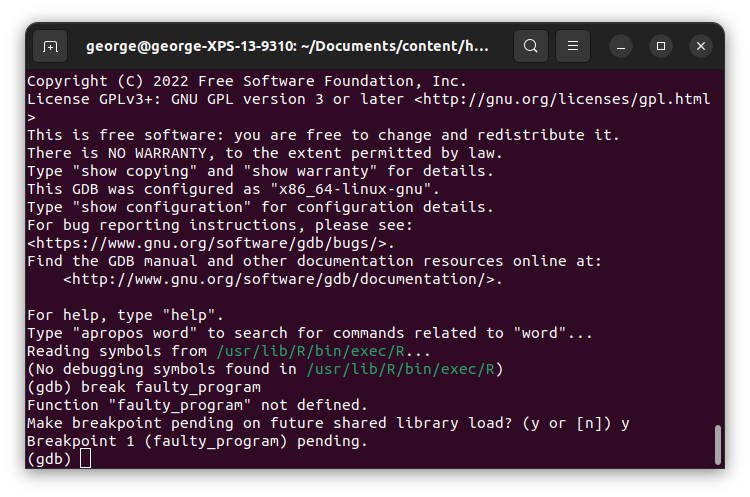 george@george-XPS-13-9310: ~/Documents/content/h...
Copyright (C) 2022 Free Software Foundation, Inc.
License GPLv3+: GNU GPL version 3 or later <http://gnu.org/licenses/gpl.html
>
This is free software: you are free to change and redistribute it.
There is NO WARRANTY, to the extent permitted by law.
Type "show copying" and "show warranty" for details.
This GDB was configured as "x86_64-linux-gnu".
Type "show configuration" for configuration details.
For bug reporting instructions, please see:
<https://www.gnu.org/software/gdb/bugs/>.
Find the GDB manual and other documentation resources online at:
    <http://www.gnu.org/software/gdb/documentation/>.

For help, type "help".
Type "apropos word" to search for commands related to "word"...
Reading symbols from /usr/lib/R/bin/exec/R...
(No debugging symbols found in /usr/lib/R/bin/exec/R)
(gdb) break faulty_program
Function "faulty_program" not defined.
Make breakpoint pending on future shared library load? (y or [n]) y
Breakpoint 1 (faulty_program) pending.
(gdb)